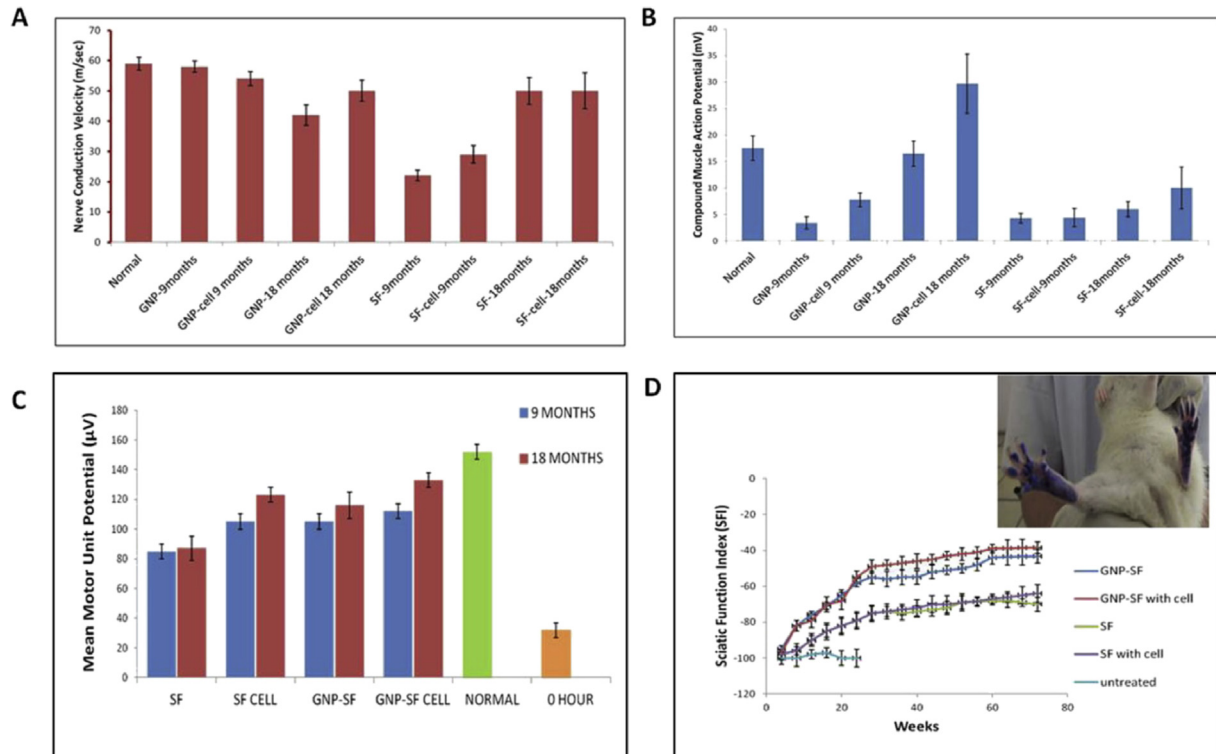 A
Nerve Conduction Velocity (m/sec)
70
60
50
40
30
20
10
0
Normal
GNP-9months
GNP-cell 9 months
GNP-18 months
GNP-cell 18 months
SF-9months
SF-cell-9months
SF-18months
SF-cell-18months
B
Compound Muscle Action Potential (mV)
40
35
30
25
20
15
10
5
0
Normal
GNP-9months
GNP-cell 9 months
GNP-18 months
GNP-cell 18 months
SF-9months
SF-cell-9months
SF-18months
SF-cell-18months
C
Mean Motor Unit Potential (µV)
180
160
140
120
100
80
60
40
20
0
SF
SF CELL
GNP-SF
GNP-SF CELL
NORMAL
0 HOUR
9 MONTHS
18 MONTHS
D
Sciatic Function Index (SFI)
0
-20
-40
-60
-80
-100
-120
0
20
40
60
80
Weeks
GNP-SF
GNP-SF with cell
SF
SF with cell
untreated